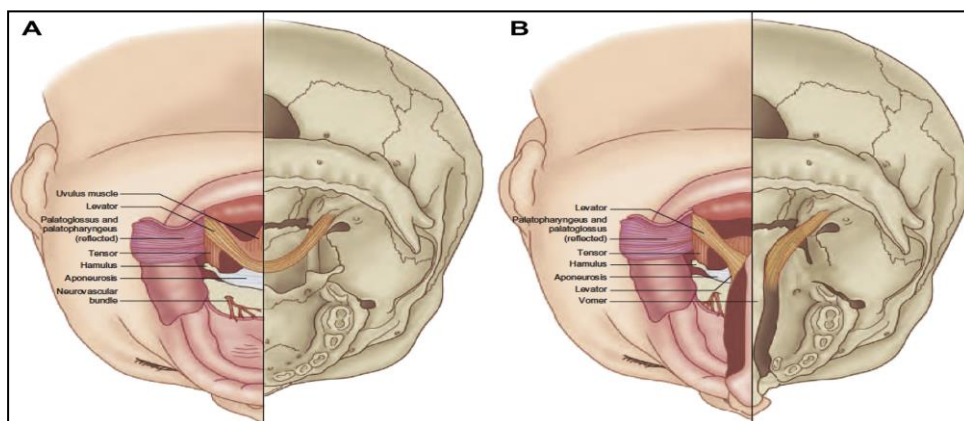 A
Uvulus muscle
Levator
Palatoglossus and
palatopharyngeus
(reflected)
Tensor
Hamulus
Aponeurosis
Neurovascular
bundle
B
Levator
Palatopharyngeus and
palatoglossus
(reflected)
Tensor
Hamulus
Aponeurosis
Levator
Vomer